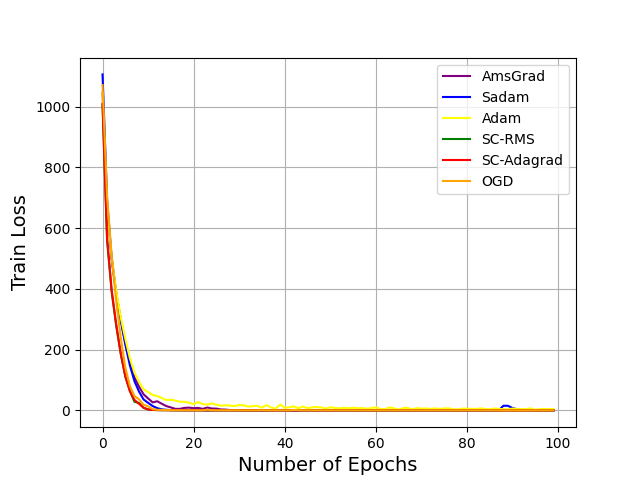 AmsGrad
Sadam
Adam
SC-RMS
SC-Adagrad
OGD
1000
800
600
400
200
0
Train Loss
0 20 40 60 80 100
Number of Epochs